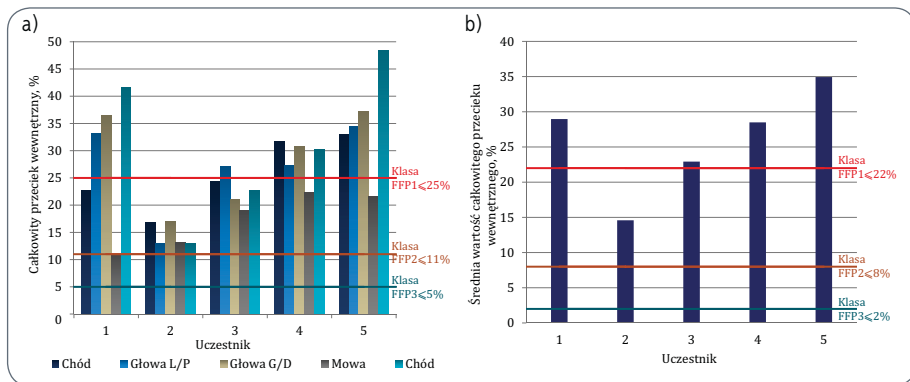 a)
Całkowity przeciek wewnętrzny, %
50
45
40
35
30
25
20
15
10
5
0
Klasa
FFP1⩽25%
Klasa
FFP2⩽11%
Klasa
FFP3⩽5%
1 2 3 4 5
Uczestnik
Chód Głowa L/P Głowa G/D Mowa Chód
b)
Średnia wartość całkowitego przecieku
wewnętrznego, %
40
35
30
25
20
15
10
5
0
Klasa
FFP1⩽22%
Klasa
FFP2⩽8%
Klasa
FFP3⩽2%
1 2 3 4 5
Uczestnik